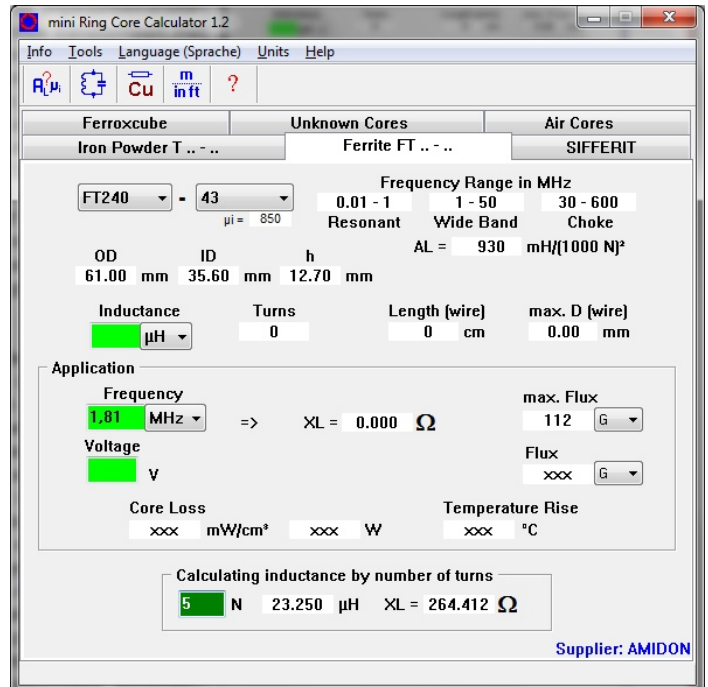 mini Ring Core Calculator 1.2
Info Tools Language (Sprache) Units Help
AL? µi Cu m in ft ?
Ferroxcube Unknown Cores Air Cores
Iron Powder T .. - .. Ferrite FT .. - .. SIFFERIT
Frequency Range in MHz
FT240 - 43 0.01 - 1 1 - 50 30 - 600
µi = 850 Resonant Wide Band Choke
AL = 930 mH/(1000 N)²
OD ID h
61.00 mm 35.60 mm 12.70 mm
Inductance Turns Length (wire) max. D (wire)
µH 0 0 cm 0.00 mm
Application
Frequency max. Flux
1,81 MHz => XL = 0.000 Ω 112 G
Voltage Flux
V xxx G
Core Loss Temperature Rise
xxx mW/cm³ xxx W xxx °C
Calculating inductance by number of turns
5 N 23.250 µH XL = 264.412 Ω
Supplier: AMIDON